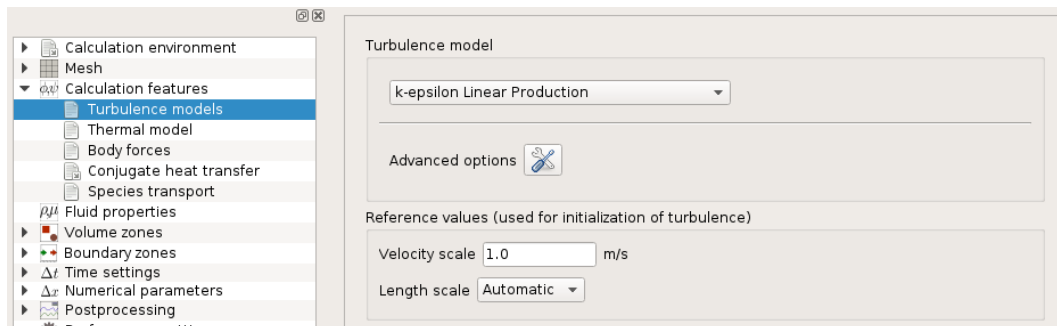 Calculation environment
Mesh
Calculation features
Turbulence models
Thermal model
Body forces
Conjugate heat transfer
Species transport
Fluid properties
Volume zones
Boundary zones
Δt Time settings
Δx Numerical parameters
Postprocessing
Turbulence model
k-epsilon Linear Production
Advanced options
Reference values (used for initialization of turbulence)
Velocity scale 1.0 m/s
Length scale Automatic